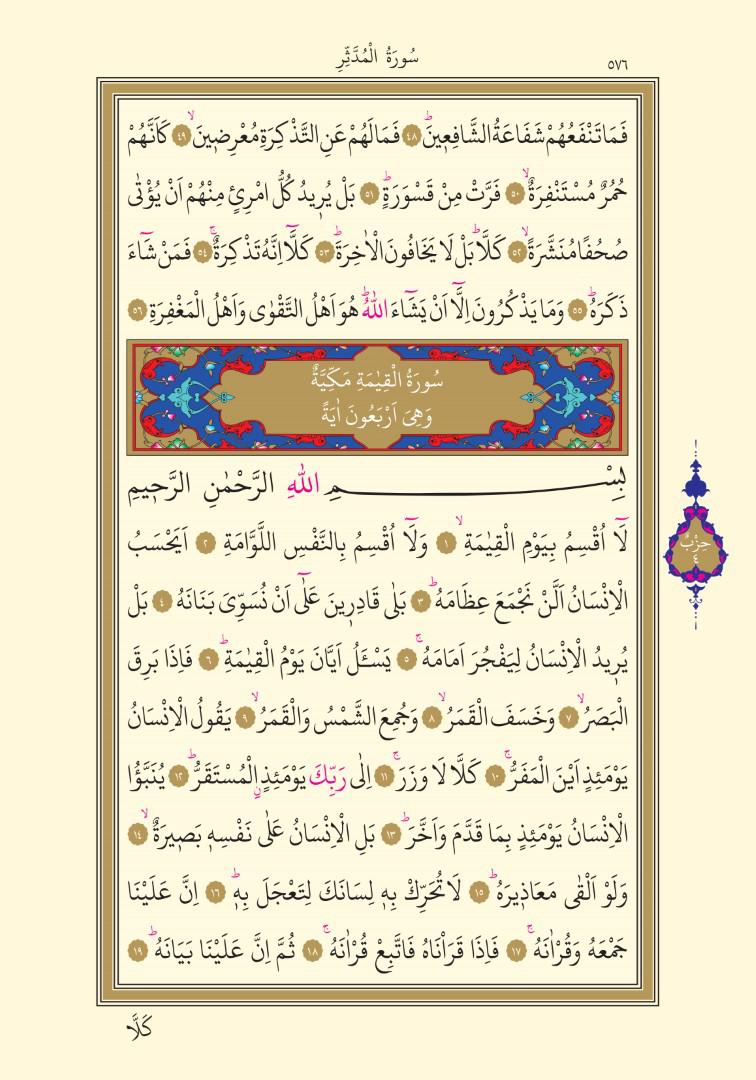 سُورَةُ الْمُدَّثِّرِ
٥٧٦
فَمَا تَنْفَعُهُمْ شَفَاعَةُ الشَّافِع۪ينَۜ ﴿٤٨﴾ فَمَا لَهُمْ عَنِ التَّذْكِرَةِ مُعْرِض۪ينَۙ ﴿٤٩﴾ كَاَنَّهُمْ
حُمُرٌ مُسْتَنْفِرَةٌۙ ﴿٥٠﴾ فَرَّتْ مِنْ قَسْوَرَةٍۜ ﴿٥١﴾ بَلْ يُر۪يدُ كُلُّ امْرِئٍ مِنْهُمْ اَنْ يُؤْتٰى
صُحُفًا مُنَشَّرَةًۙ ﴿٥٢﴾ كَلَّاۜ بَلْ لَا يَخَافُونَ الْاٰخِرَةَۜ ﴿٥٣﴾ كَلَّٓا اِنَّهُ تَذْكِرَةٌۚ ﴿٥٤﴾ فَمَنْ شَٓاءَ
ذَكَرَهُۜ ﴿٥٥﴾ وَمَا يَذْكُرُونَ اِلَّٓا اَنْ يَشَٓاءَ اللّٰهُۜ هُوَ اَهْلُ التَّقْوٰى وَاَهْلُ الْمَغْفِرَةِ ﴿٥٦﴾
سُورَةُ الْقِيٰمَةِ مَكِّيَّةٌ
وَهِىَ اَرْبَعُونَ اٰيَةً
بِسْمِ اللّٰهِ الرَّحْمٰنِ الرَّح۪يمِ
لَٓا اُقْسِمُ بِيَوْمِ الْقِيٰمَةِۙ ﴿١﴾ وَلَٓا اُقْسِمُ بِالنَّفْسِ اللَّوَّامَةِ ﴿٢﴾ اَيَحْسَبُ
الْاِنْسَانُ اَلَّنْ نَجْمَعَ عِظَامَهُۜ ﴿٣﴾ بَلٰى قَادِر۪ينَ عَلٰٓى اَنْ نُسَوِّىَ بَنَانَهُ ﴿٤﴾ بَلْ
يُر۪يدُ الْاِنْسَانُ لِيَفْجُرَ اَمَامَهُۚ ﴿٥﴾ يَسْـَٔلُ اَيَّانَ يَوْمُ الْقِيٰمَةِۜ ﴿٦﴾ فَاِذَا بَرِقَ
الْبَصَرُۙ ﴿٧﴾ وَخَسَفَ الْقَمَرُۙ ﴿٨﴾ وَجُمِعَ الشَّمْسُ وَالْقَمَرُۙ ﴿٩﴾ يَقُولُ الْاِنْسَانُ
يَوْمَئِذٍ اَيْنَ الْمَفَرُّۚ ﴿١٠﴾ كَلَّا لَا وَزَرَۚ ﴿١١﴾ اِلٰى رَبِّكَ يَوْمَئِذٍۨ الْمُسْتَقَرُّۜ ﴿١٢﴾ يُنَبَّؤُا
الْاِنْسَانُ يَوْمَئِذٍ بِمَا قَدَّمَ وَاَخَّرَۜ ﴿١٣﴾ بَلِ الْاِنْسَانُ عَلٰى نَفْسِه۪ بَص۪يرَةٌۙ ﴿١٤﴾
وَلَوْ اَلْقٰى مَعَاذ۪يرَهُۜ ﴿١٥﴾ لَا تُحَرِّكْ بِه۪ لِسَانَكَ لِتَعْجَلَ بِه۪ۜ ﴿١٦﴾ اِنَّ عَلَيْنَا
جَمْعَهُ وَقُرْاٰنَهُۚ ﴿١٧﴾ فَاِذَا قَرَاْنَاهُ فَاتَّبِعْ قُرْاٰنَهُۚ ﴿١٨﴾ ثُمَّ اِنَّ عَلَيْنَا بَيَانَهُۜ ﴿١٩﴾
حِزْبٌ
٤
كَلَّا